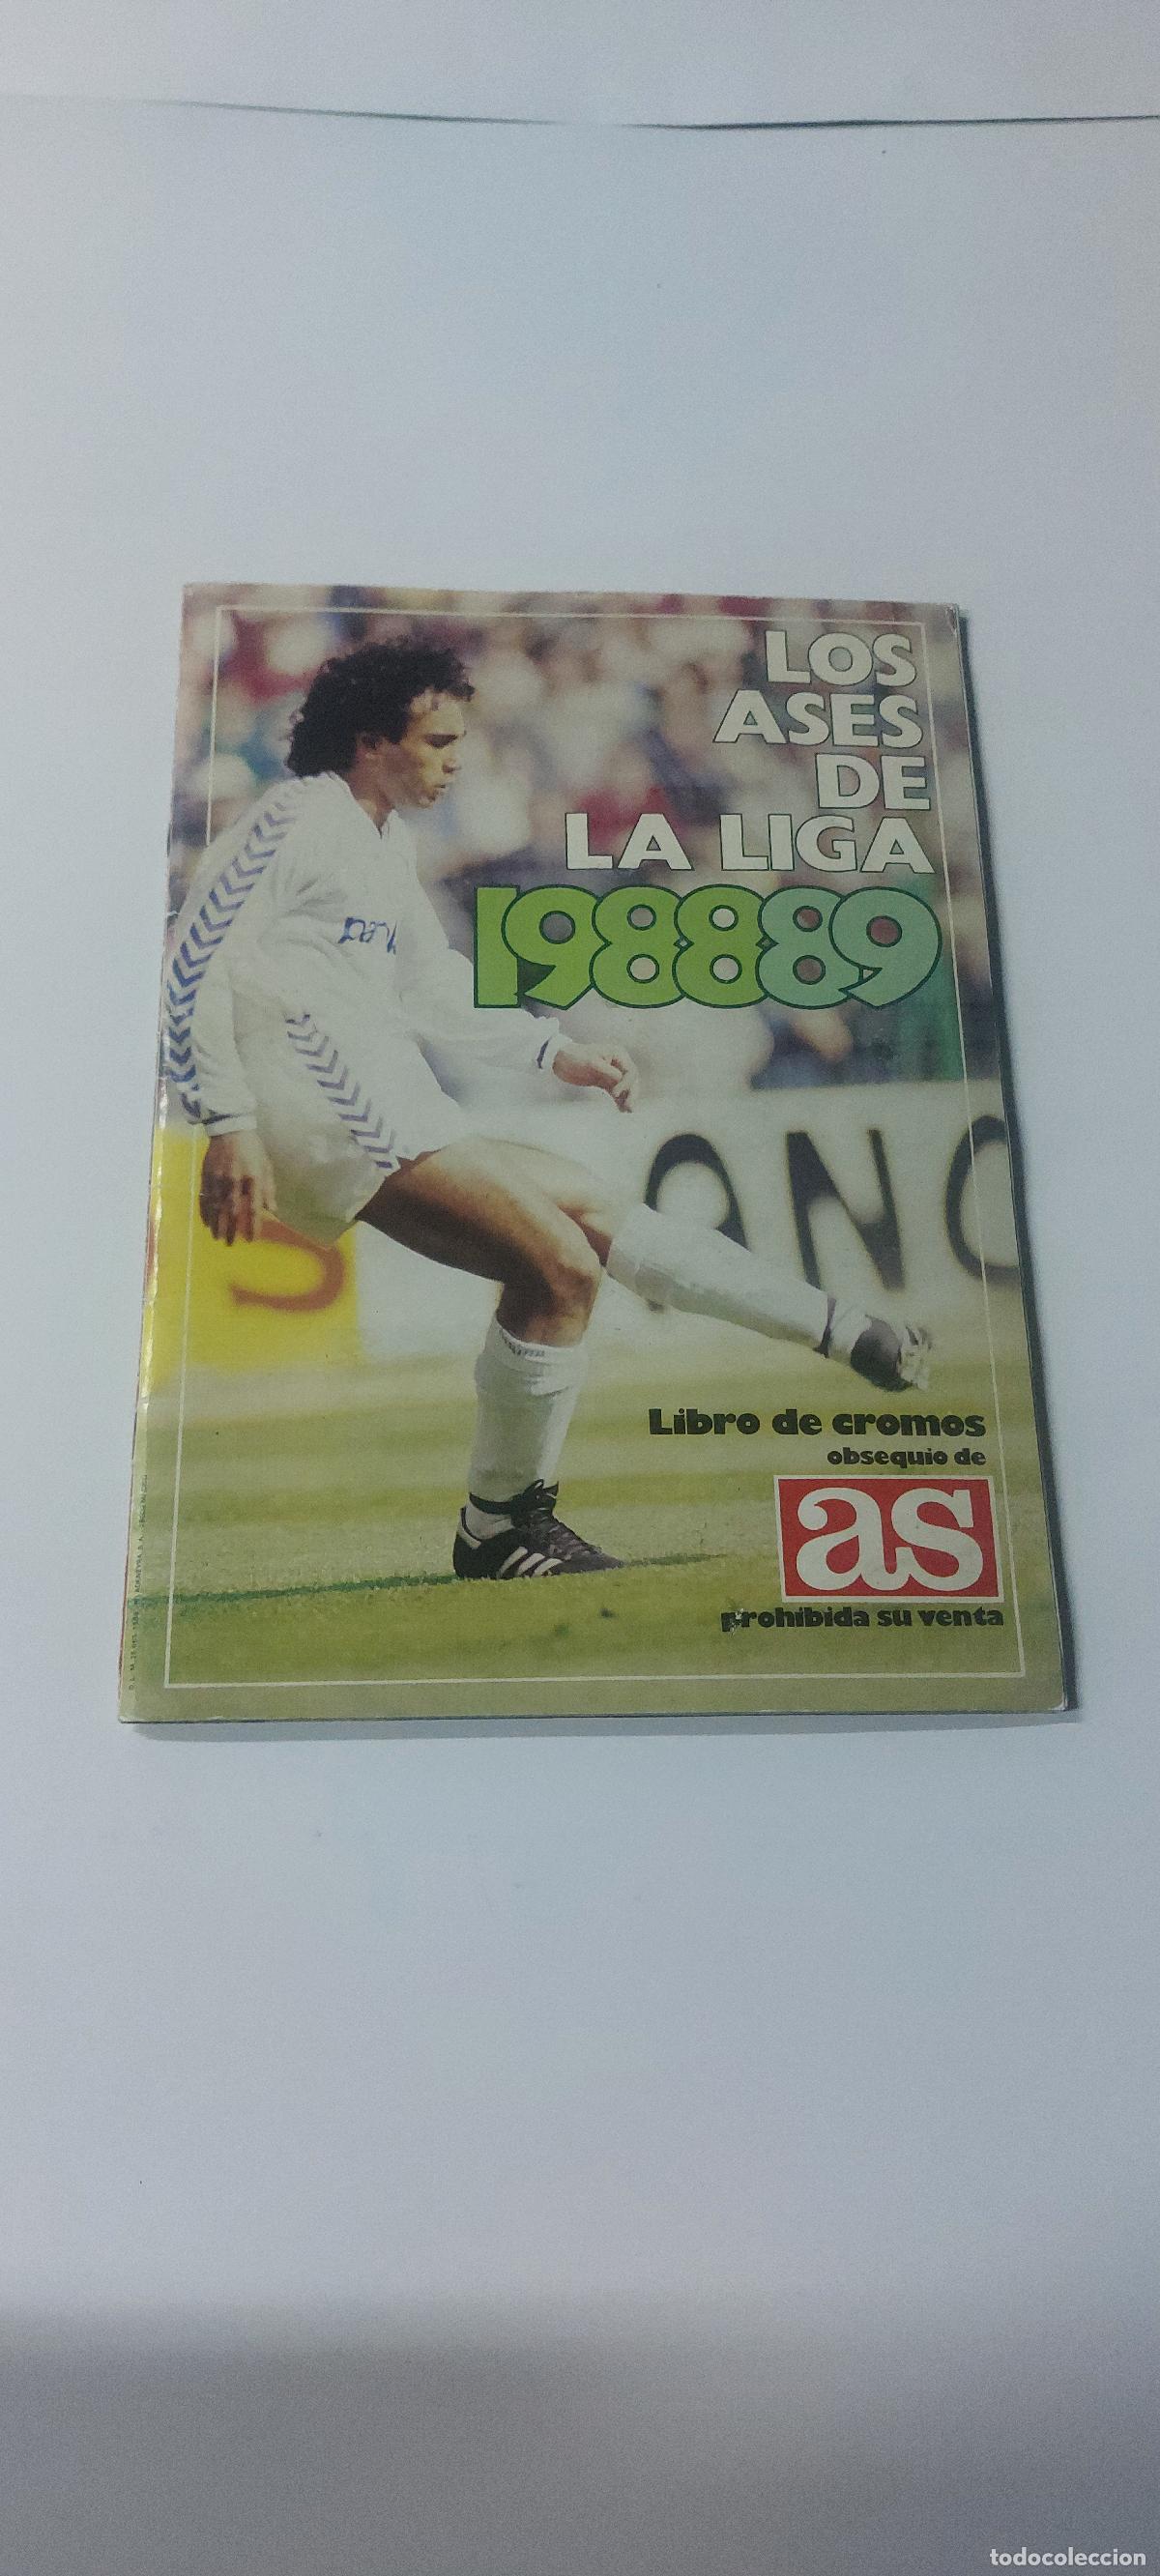 LOS
ASES
DE
LA LIGA
198889
Libro de cromos
obsequio de
as
prohibida su venta
todocoleccion